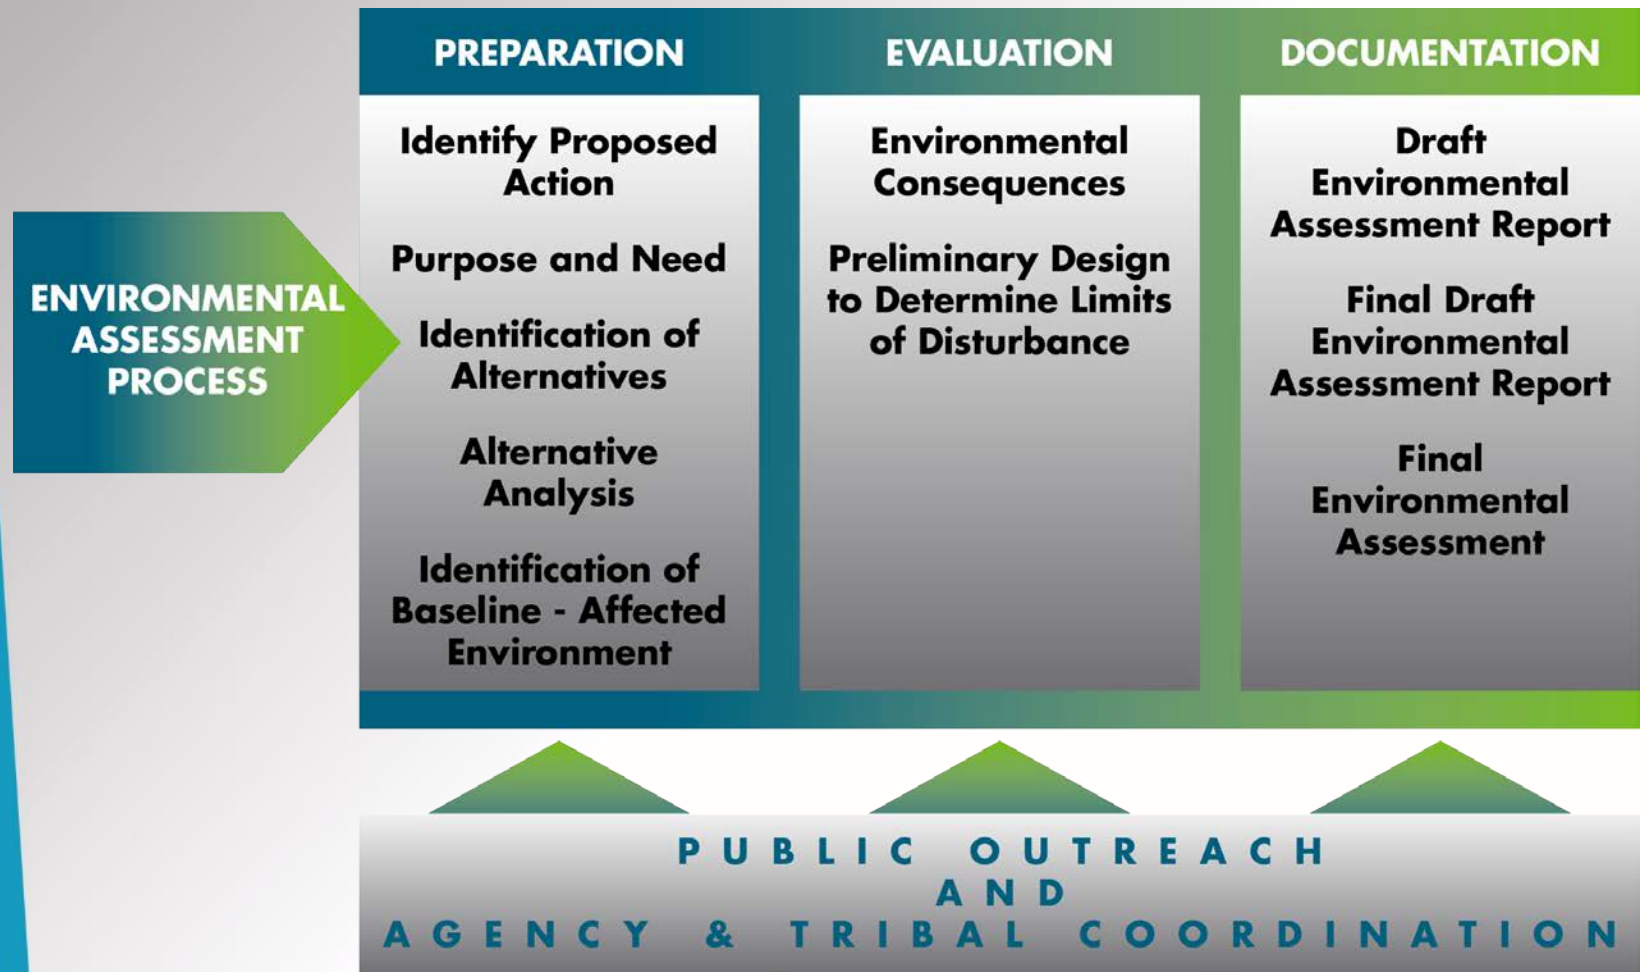 ENVIRONMENTAL
ASSESSMENT
PROCESS
PREPARATION
Identify Proposed
Action
Purpose and Need
Identification of
Alternatives
Alternative
Analysis
Identification of
Baseline - Affected
Environment
EVALUATION
Environmental
Consequences
Preliminary Design
to Determine Limits
of Disturbance
DOCUMENTATION
Draft
Environmental
Assessment Report
Final Draft
Environmental
Assessment Report
Final
Environmental
Assessment
PUBLIC OUTREACH
AND
AGENCY & TRIBAL COORDINATION